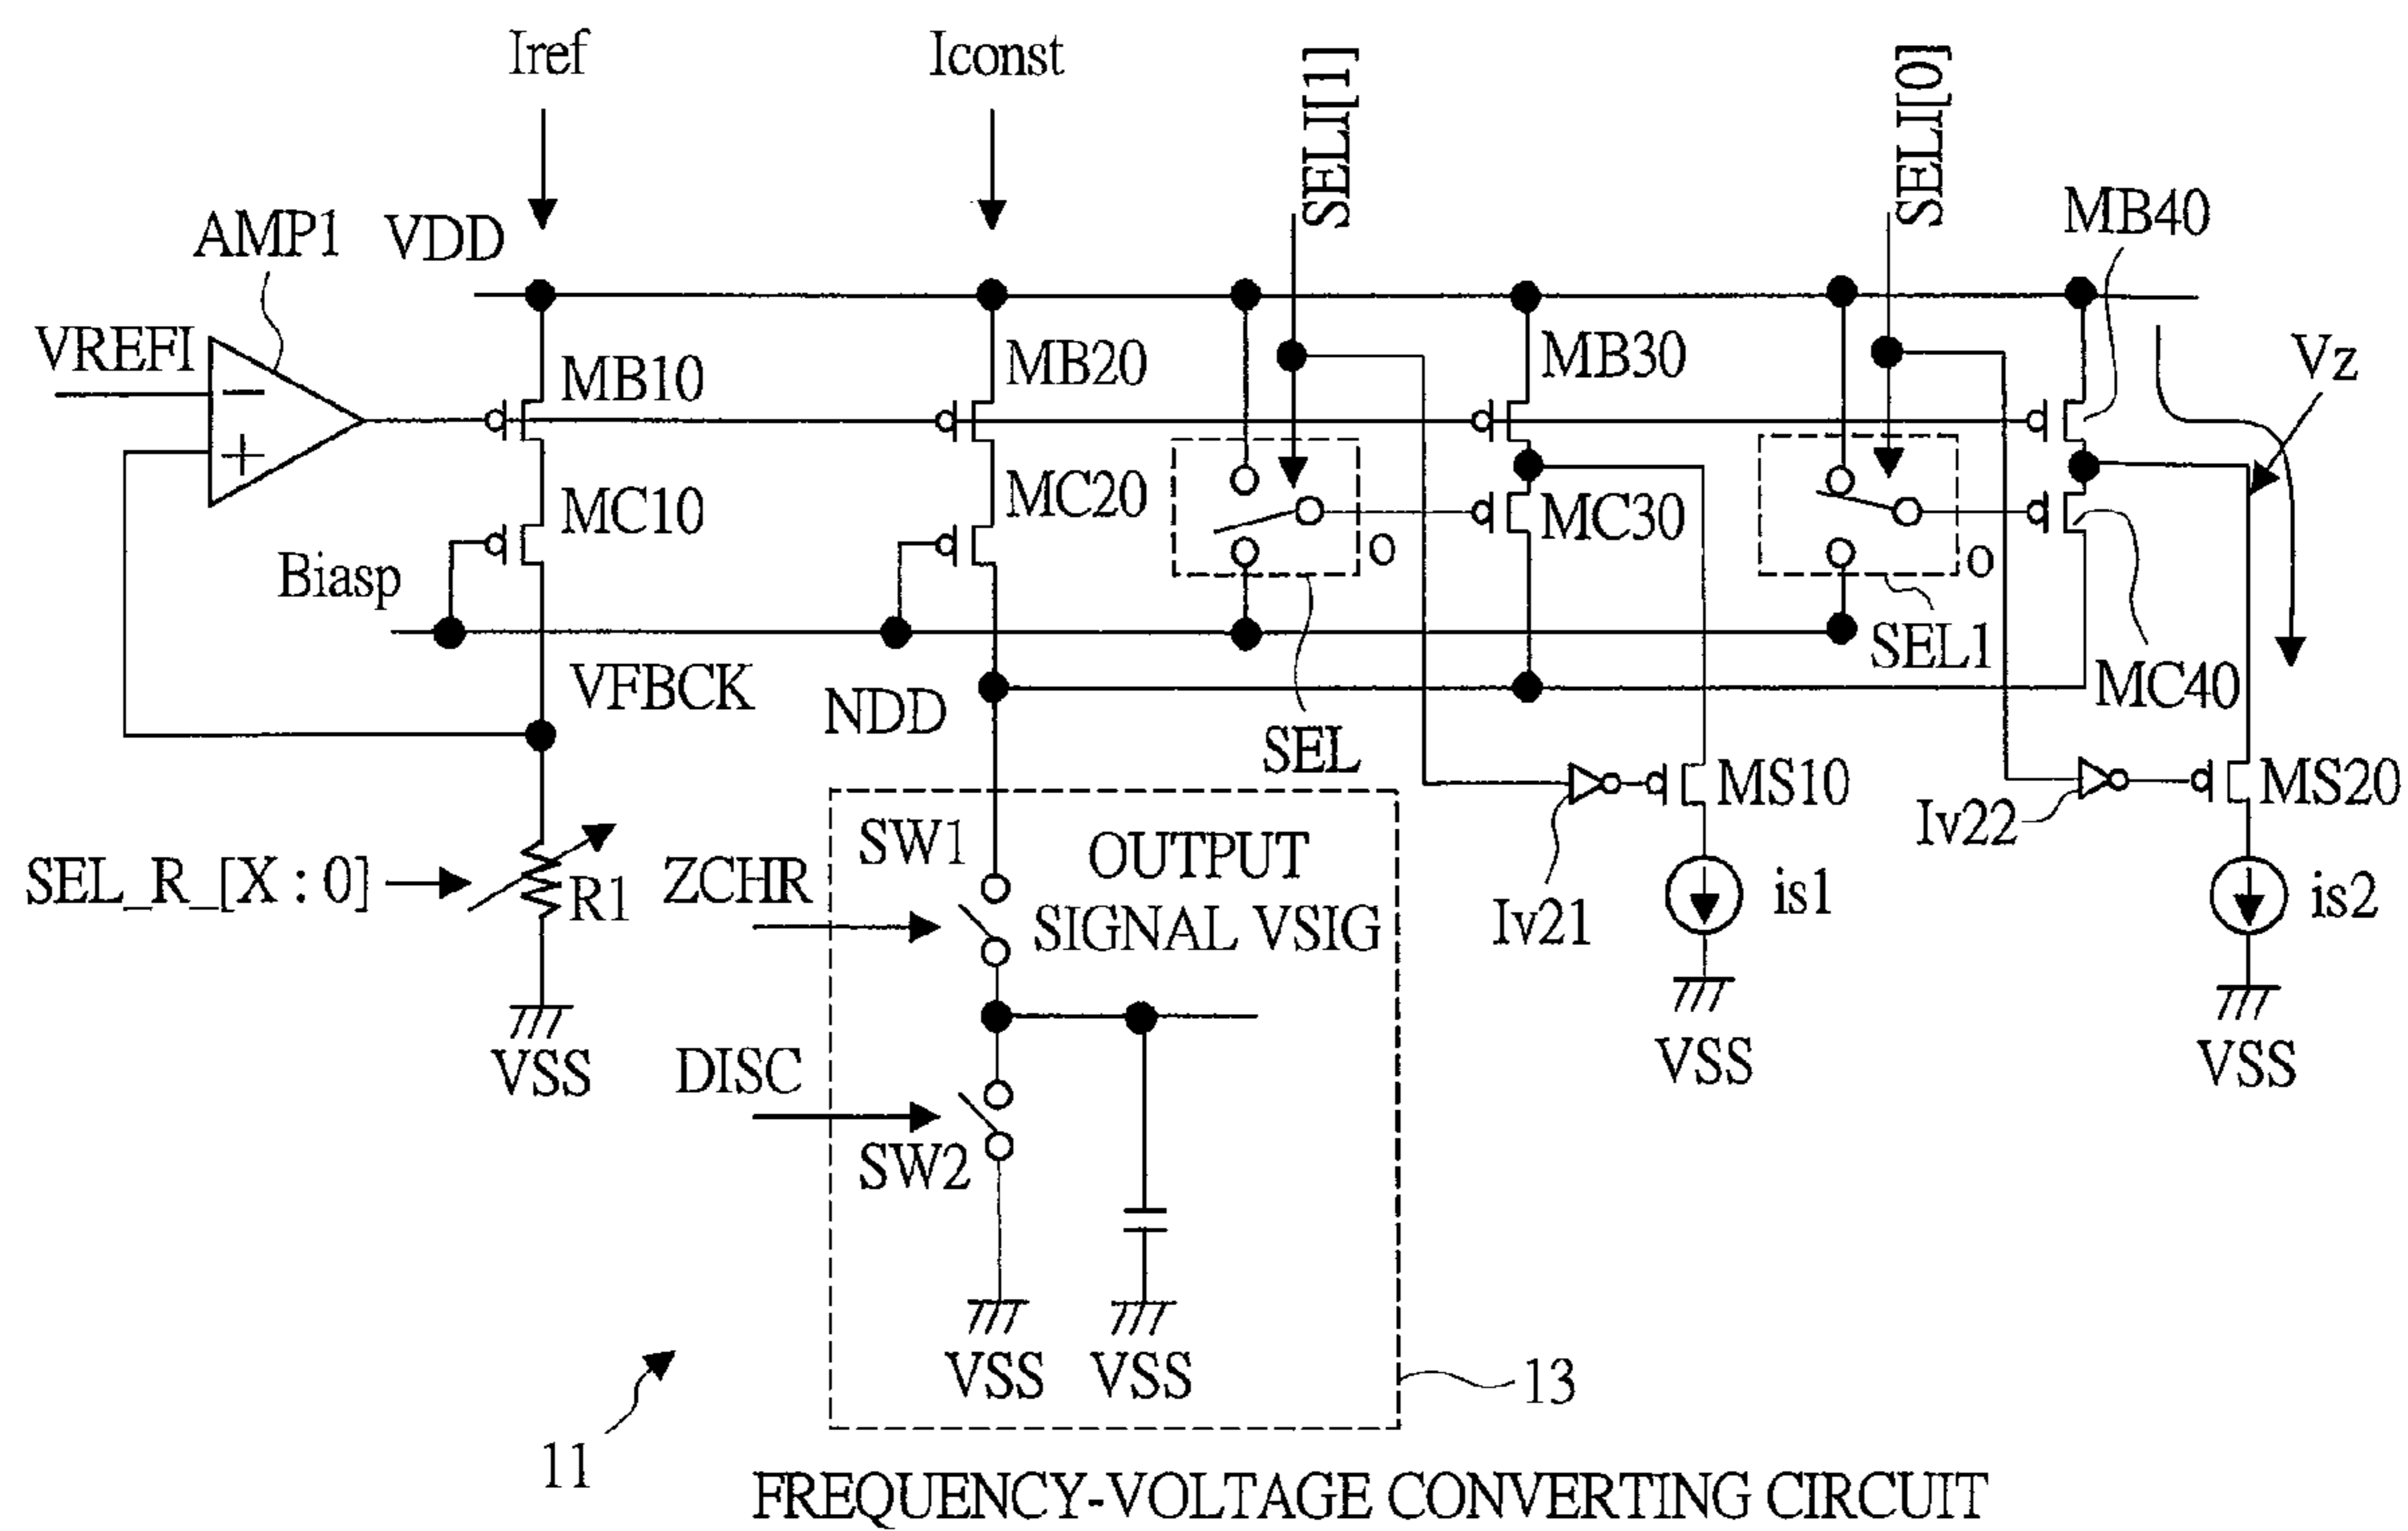 Iref
Iconst
SELI[1]
SELI[0]
MB40
AMP1
VDD
VREFI
−
+
MB10
MB20
MB30
Vz
MC10
MC20
MC30
O
O
Biasp
SEL1
VFBCK
NDD
MC40
SEL
MS10
MS20
Iv22
SW1
OUTPUT
SIGNAL VSIG
ZCHR
SEL_R_[X : 0]
R1
Iv21
is1
is2
VSS
DISC
VSS
VSS
SW2
VSS
VSS
13
11
FREQUENCY-VOLTAGE CONVERTING CIRCUIT